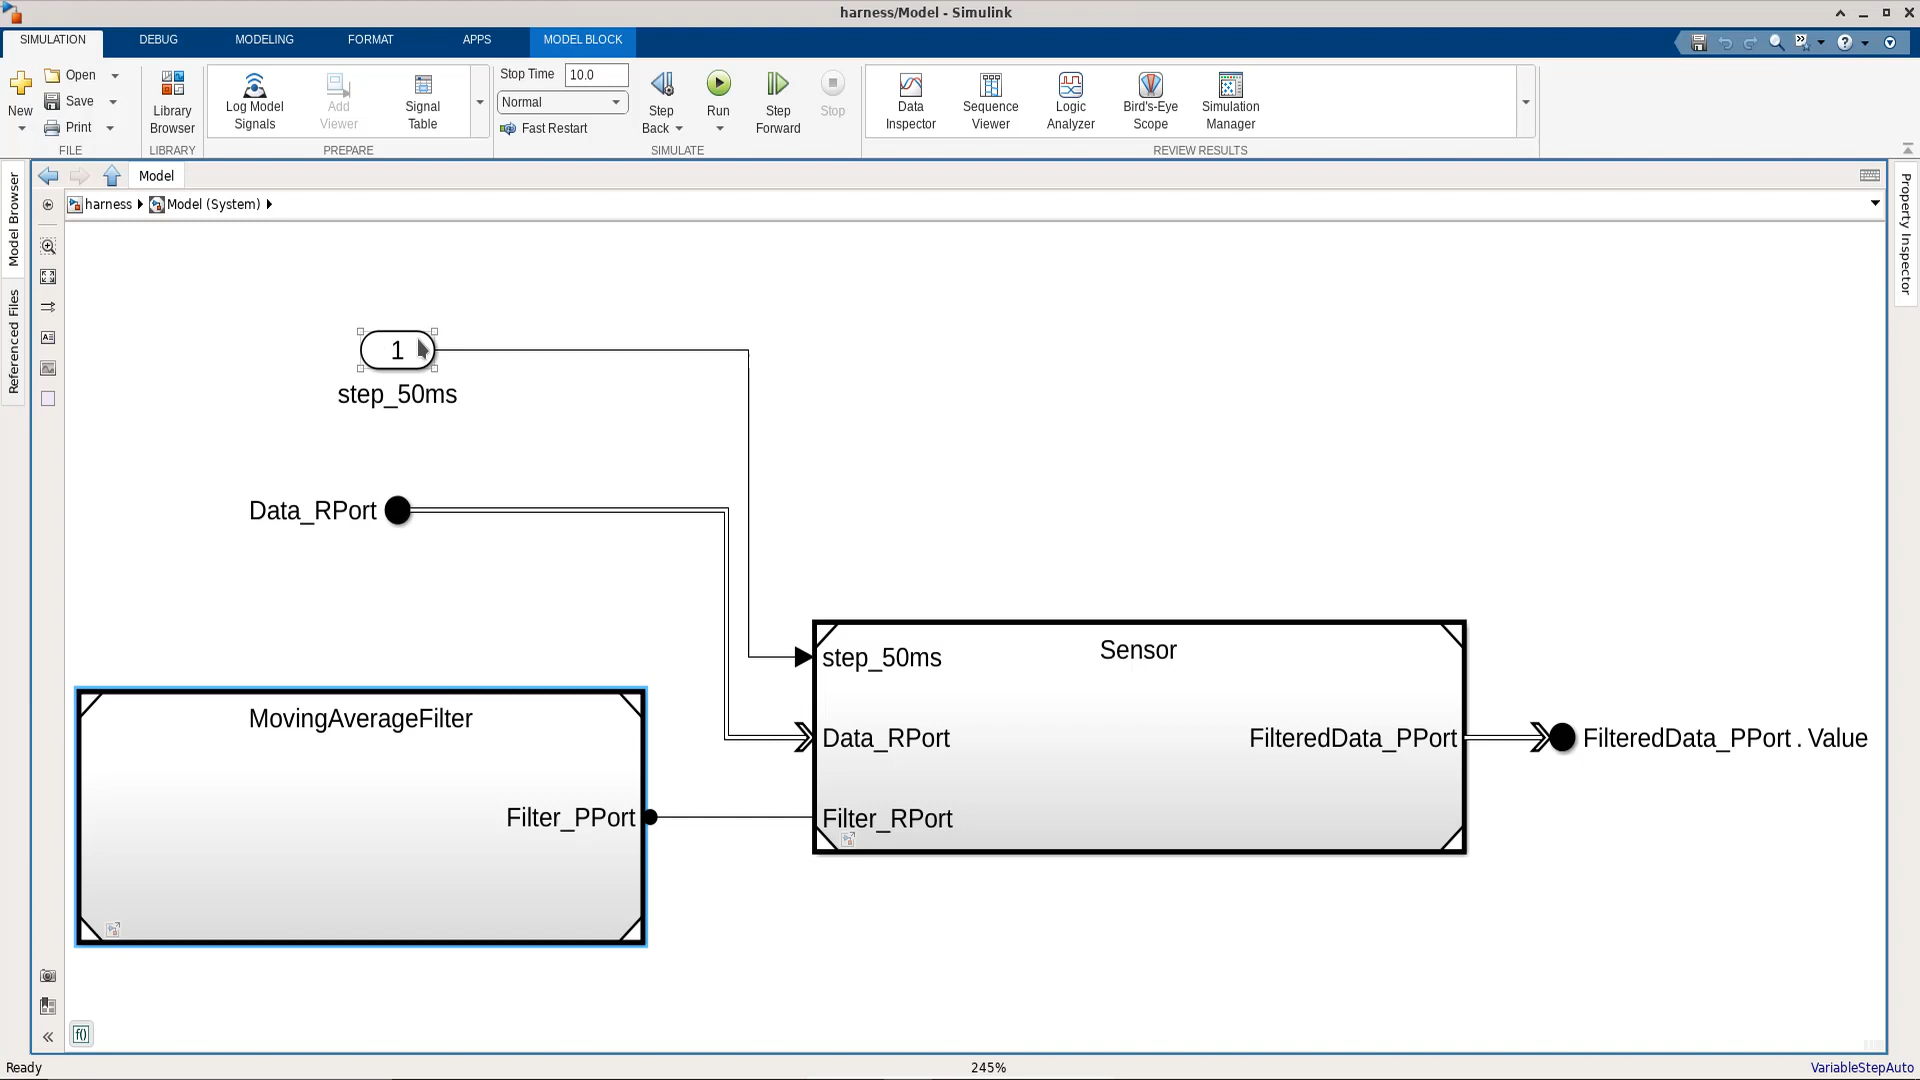 harness/Model - Simulink
SIMULATION
DEBUG
MODELING
FORMAT
APPS
MODEL BLOCK
New
Open
Save
Print
FILE
Library
Browser
LIBRARY
Log Model
Signals
Add
Viewer
Signal
Table
PREPARE
Stop Time
10.0
Normal
Fast Restart
Step
Back
Run
Step
Forward
Stop
SIMULATE
Data
Inspector
Sequence
Viewer
Logic
Analyzer
Bird's-Eye
Scope
Simulation
Manager
REVIEW RESULTS
Model Browser
Referenced Files
Property Inspector
Model
harness
Model (System)
1
step_50ms
Data_RPort
MovingAverageFilter
Filter_PPort
Sensor
step_50ms
Data_RPort
Filter_RPort
FilteredData_PPort
FilteredData_PPort . Value
f()
Ready
245%
VariableStepAuto